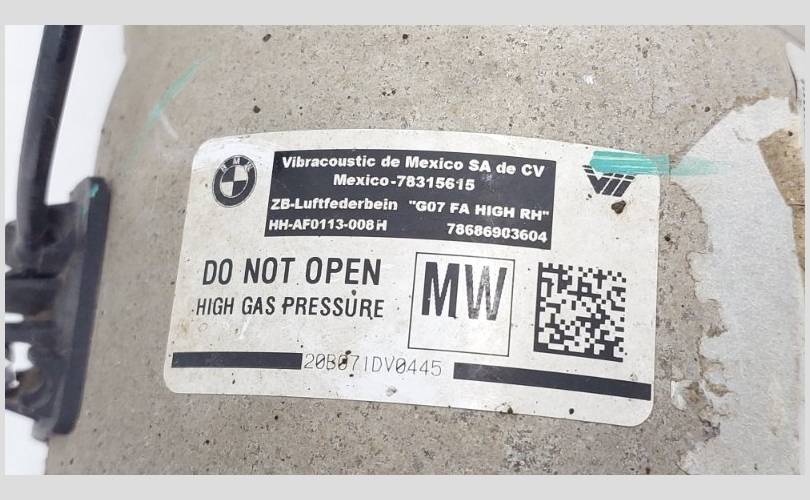 BMW
Vibracoustic de Mexico SA de CV
Mexico-78315615
ZB-Luftfederbein "G07 FA HIGH RH"
HH-AF0113-008H 78686903604
DO NOT OPEN
HIGH GAS PRESSURE
MW
20B071DV0445